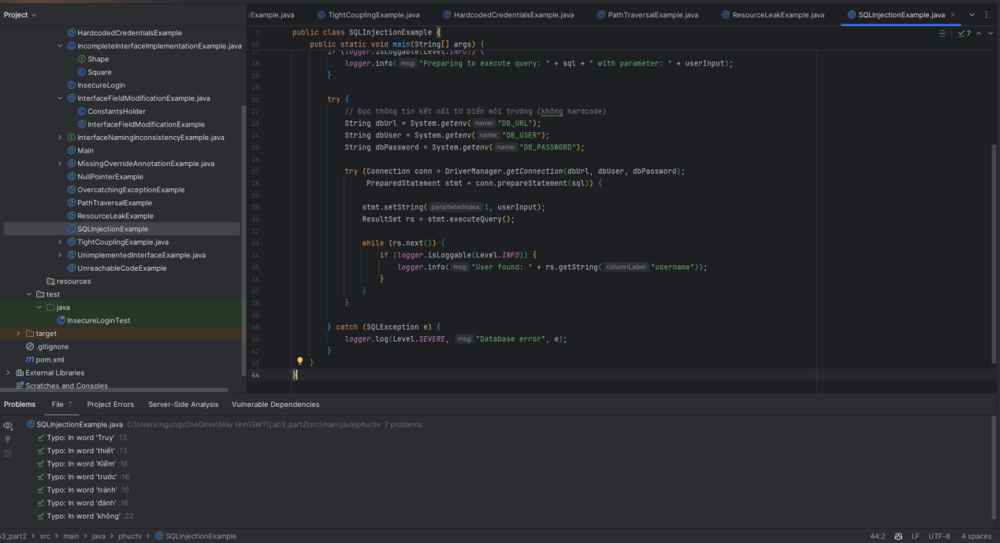 Project
Example.java
TightCouplingExample.java
HardcodedCredentialsExample.java
PathTraversalExample.java
ResourceLeakExample.java
SQLInjectionExample.java
HardcodedCredentialsExample
IncompleteInterfaceImplementationExample.java
Shape
Square
InsecureLogin
InterfaceFieldModificationExample.java
ConstantsHolder
InterfaceFieldModificationExample
InterfaceNamingInconsistencyExample.java
Main
MissingOverrideAnnotationExample.java
NullPointerExample
OvercatchingExceptionExample
PathTraversalExample
ResourceLeakExample
SQLInjectionExample
TightCouplingExample.java
UnimplementedInterfaceExample.java
UnreachableCodeExample
resources
test
java
InsecureLoginTest
target
.gitignore
pom.xml
External Libraries
Scratches and Consoles
7 public class SQLInjectionExample {
7
10 public static void main(String[] args) {
17 if (logger.isLoggable(Level.INFO)) {
18 logger.info( msg: "Preparing to execute query: " + sql + " with parameter: " + userInput);
19 }
20
21 try {
22 // Đọc thông tin kết nối từ biến môi trường (không hardcode)
23 String dbUrl = System.getenv( name: "DB_URL");
24 String dbUser = System.getenv( name: "DB_USER");
25 String dbPassword = System.getenv( name: "DB_PASSWORD");
26
27 try (Connection conn = DriverManager.getConnection(dbUrl, dbUser, dbPassword);
28 PreparedStatement stmt = conn.prepareStatement(sql)) {
29
30 stmt.setString( parameterIndex: 1, userInput);
31 ResultSet rs = stmt.executeQuery();
32
33 while (rs.next()) {
34 if (logger.isLoggable(Level.INFO)) {
35 logger.info( msg: "User found: " + rs.getString( columnLabel: "username"));
36 }
37 }
38 }
39
40 } catch (SQLException e) {
41 logger.log(Level.SEVERE, msg: "Database error", e);
42 }
43 }
44 }
Problems File 7 Project Errors Server-Side Analysis Vulnerable Dependencies
SQLInjectionExample.java C:\Users\ngung\OneDrive\Máy tính\SWT\Lab3_part2\src\main\java\phuctv 7 problems
Typo: In word 'Truy' :13
Typo: In word 'thiết' :13
Typo: In word 'Kiểm' :16
Typo: In word 'trước' :16
Typo: In word 'tránh' :16
Typo: In word 'đánh' :16
Typo: In word 'không' :22
b3_part2 > src > main > java > phuctv > SQLInjectionExample
44:2 LF UTF-8 4 spaces